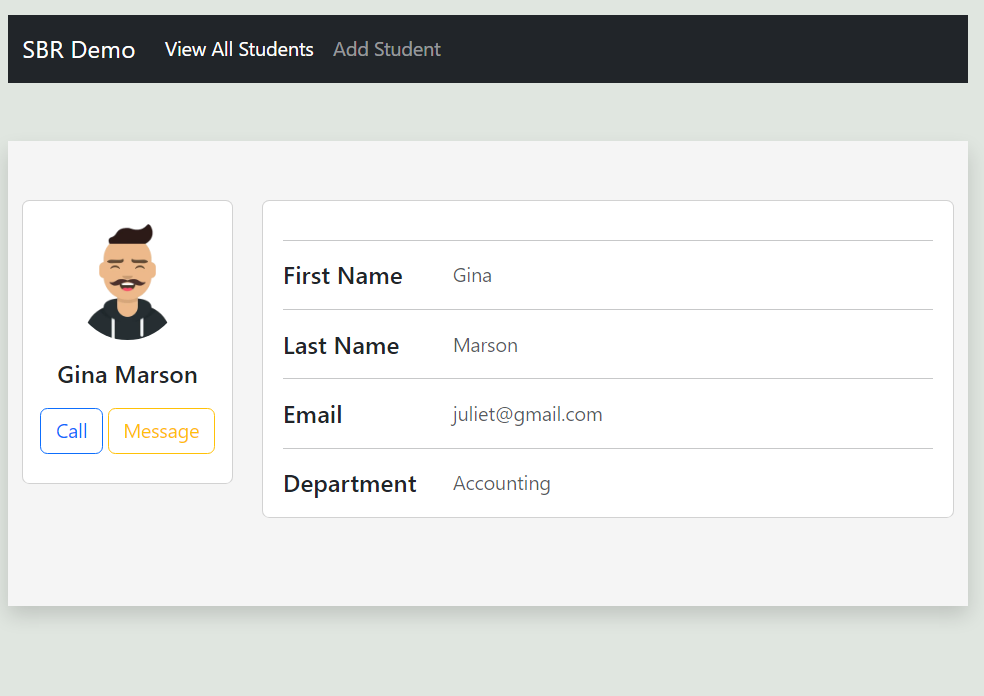 SBR Demo View All Students Add Student
Gina Marson
Call Message
First Name Gina
Last Name Marson
Email juliet@gmail.com
Department Accounting